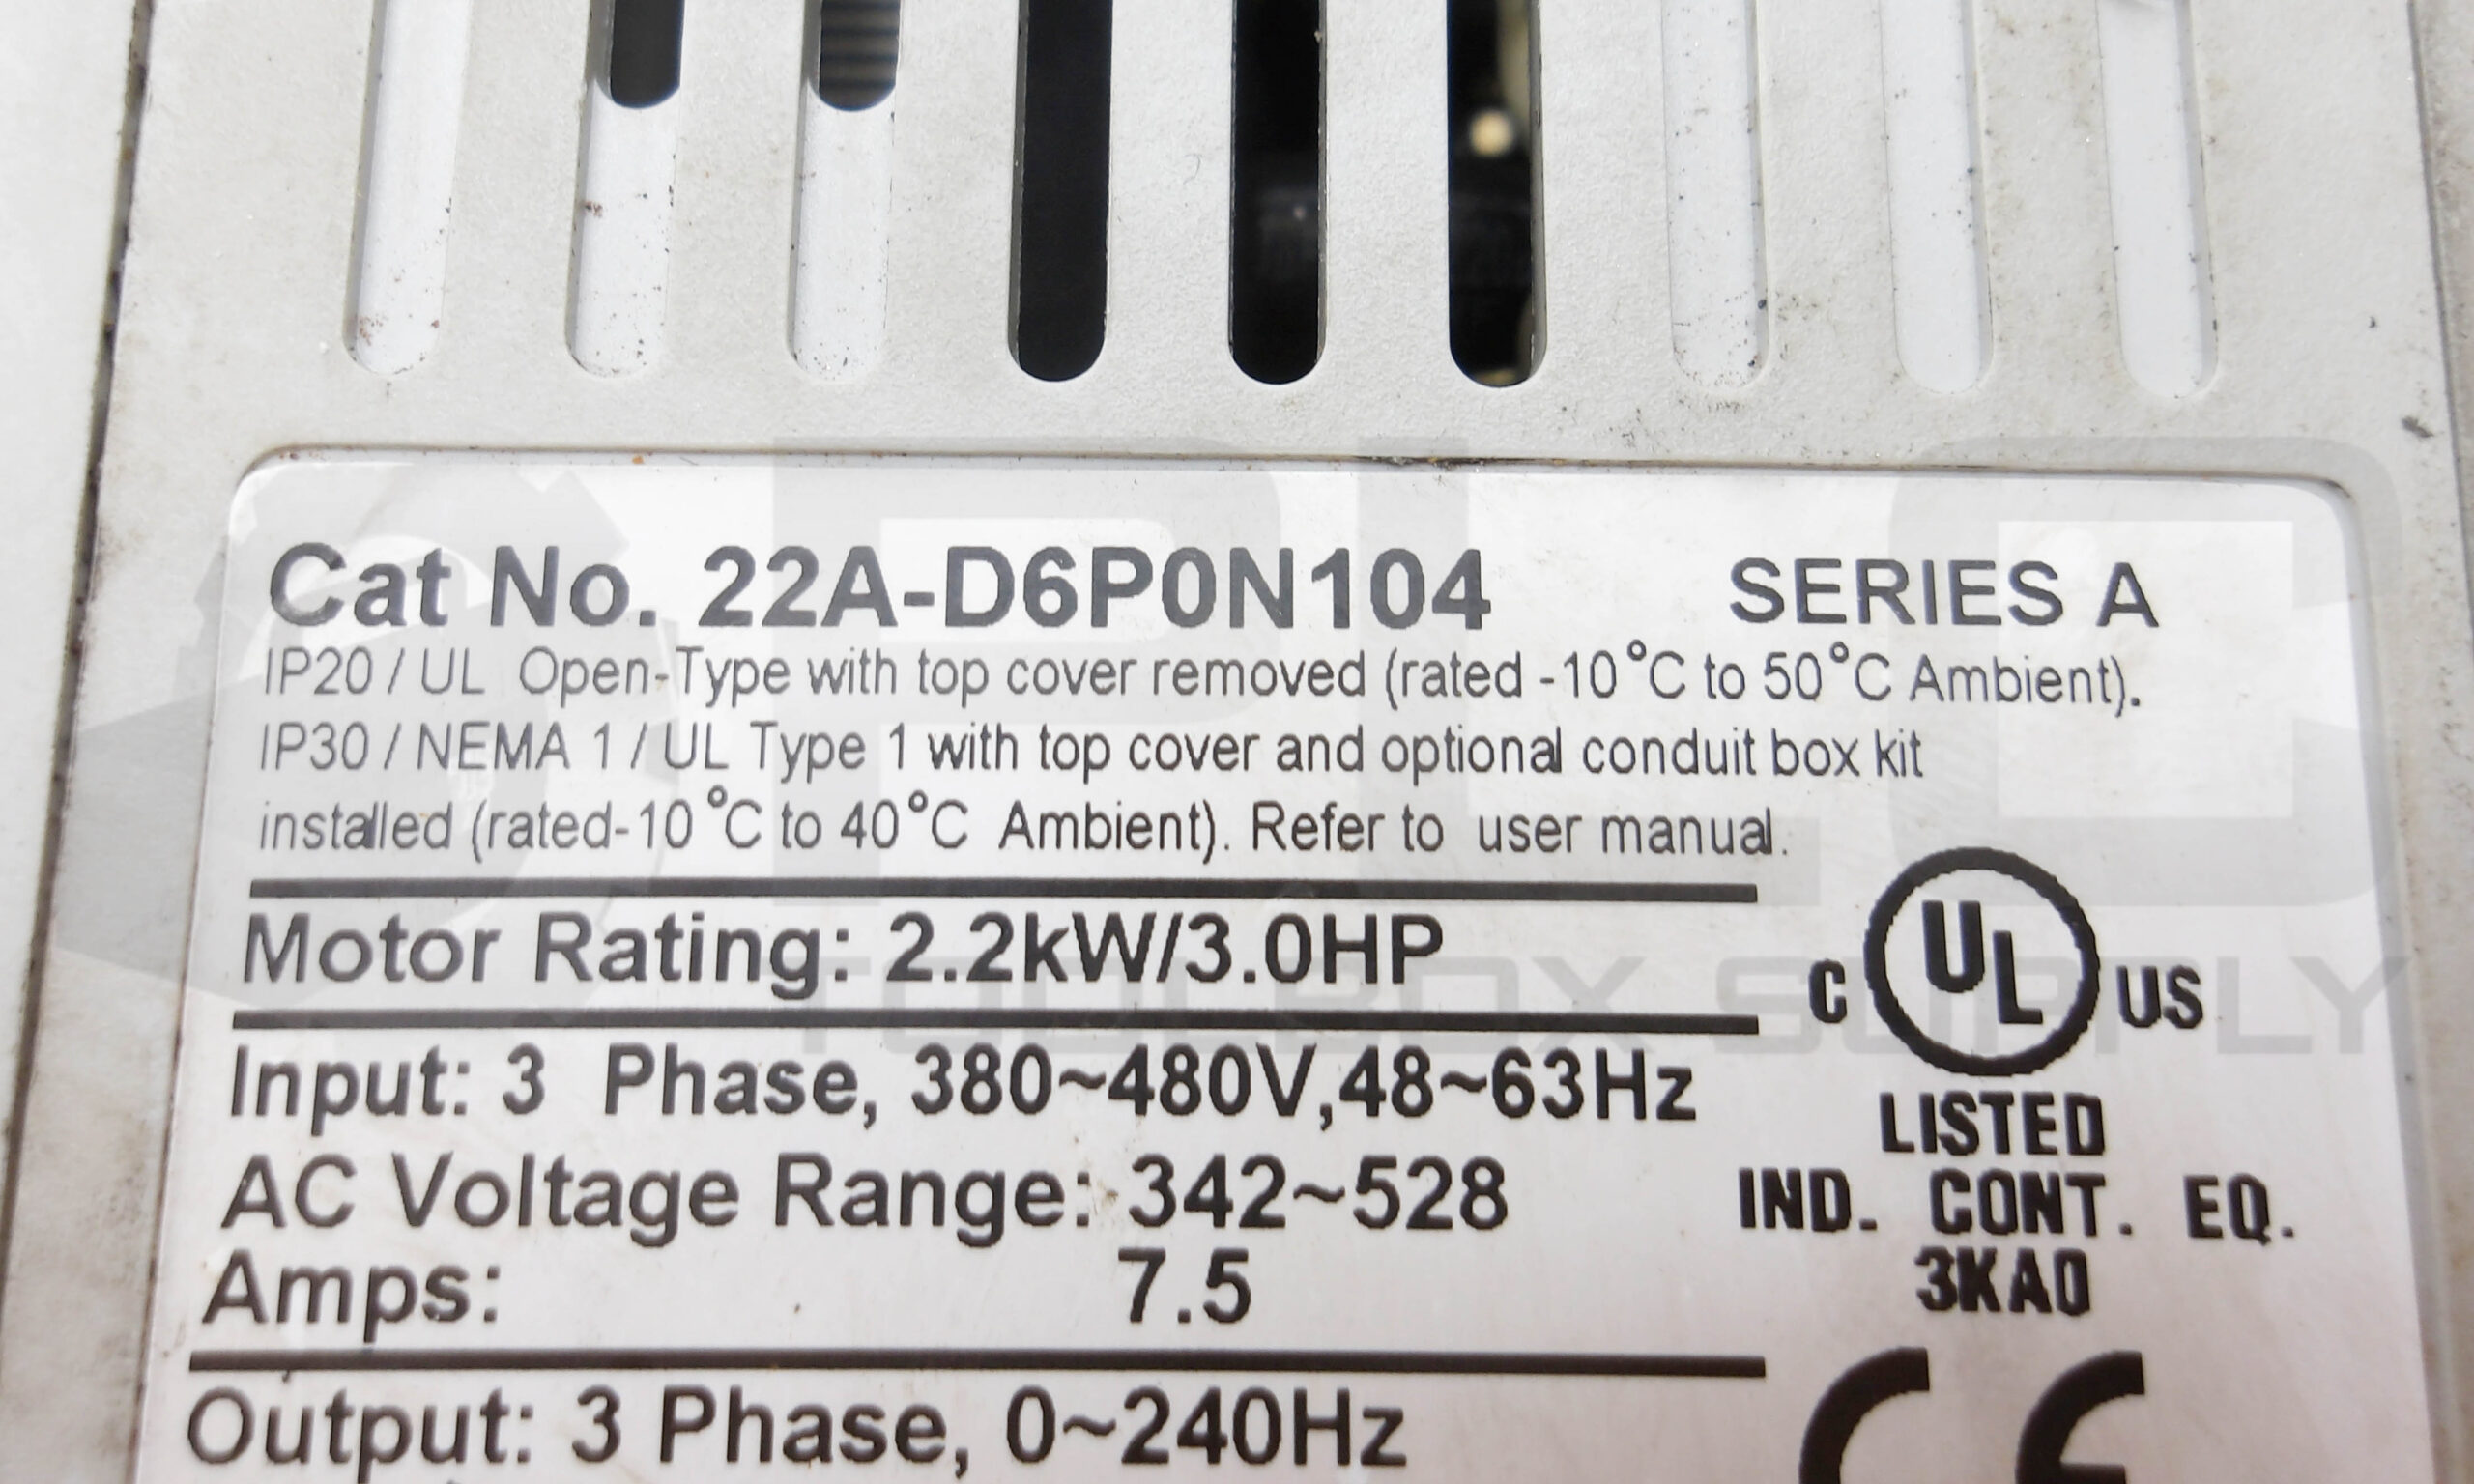 Cat No. 22A-D6P0N104 SERIES A
IP20 / UL Open-Type with top cover removed (rated -10°C to 50°C Ambient).
IP30 / NEMA 1 / UL Type 1 with top cover and optional conduit box kit
installed (rated-10°C to 40°C Ambient). Refer to user manual.
Motor Rating: 2.2kW/3.0HP
Input: 3 Phase, 380~480V,48~63Hz
AC Voltage Range: 342~528
Amps: 7.5
Output: 3 Phase, 0~240Hz
C UL US
LISTED
IND. CONT. EQ.
3KA0
CE
PLC
TOOLBOX SUPPLY